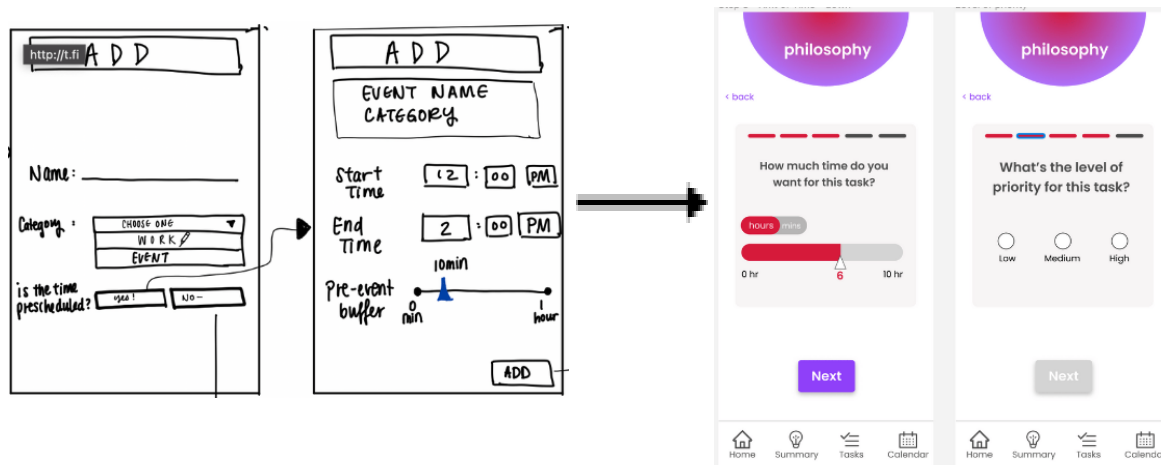 http://t.fi
ADD
Name:
Category:
CHOOSE ONE
WORK
EVENT
is the time
prescheduled?
yes!
NO-
ADD
EVENT NAME
CATEGORY
Start
Time
12 : 00 PM
End
Time
2 : 00 PM
10min
Pre-event
buffer
0
min
1
hour
ADD
philosophy
< back
How much time do you
want for this task?
hours mins
0 hr
6
10 hr
Next
Home Summary Tasks Calendar
philosophy
< back
What's the level of
priority for this task?
Low Medium High
Next
Home Summary Tasks